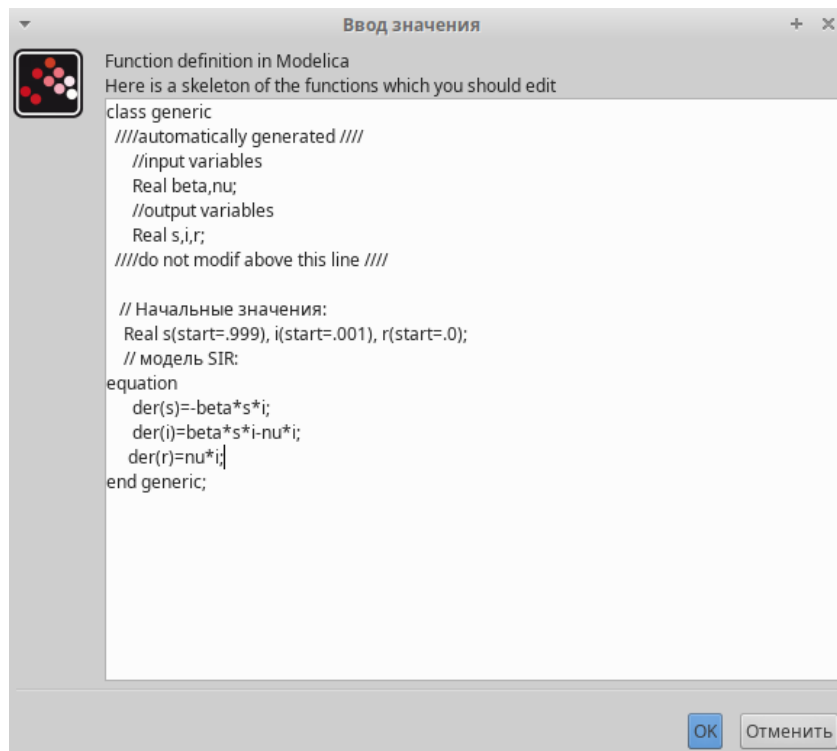 Ввод значения
Function definition in Modelica
Here is a skeleton of the functions which you should edit
class generic
////automatically generated ////
//input variables
Real beta,nu;
//output variables
Real s,i,r;
////do not modif above this line ////
// Начальные значения:
Real s(start=.999), i(start=.001), r(start=.0);
// модель SIR:
equation
der(s)=-beta*s*i;
der(i)=beta*s*i-nu*i;
der(r)=nu*i;
end generic;
OK
Отменить